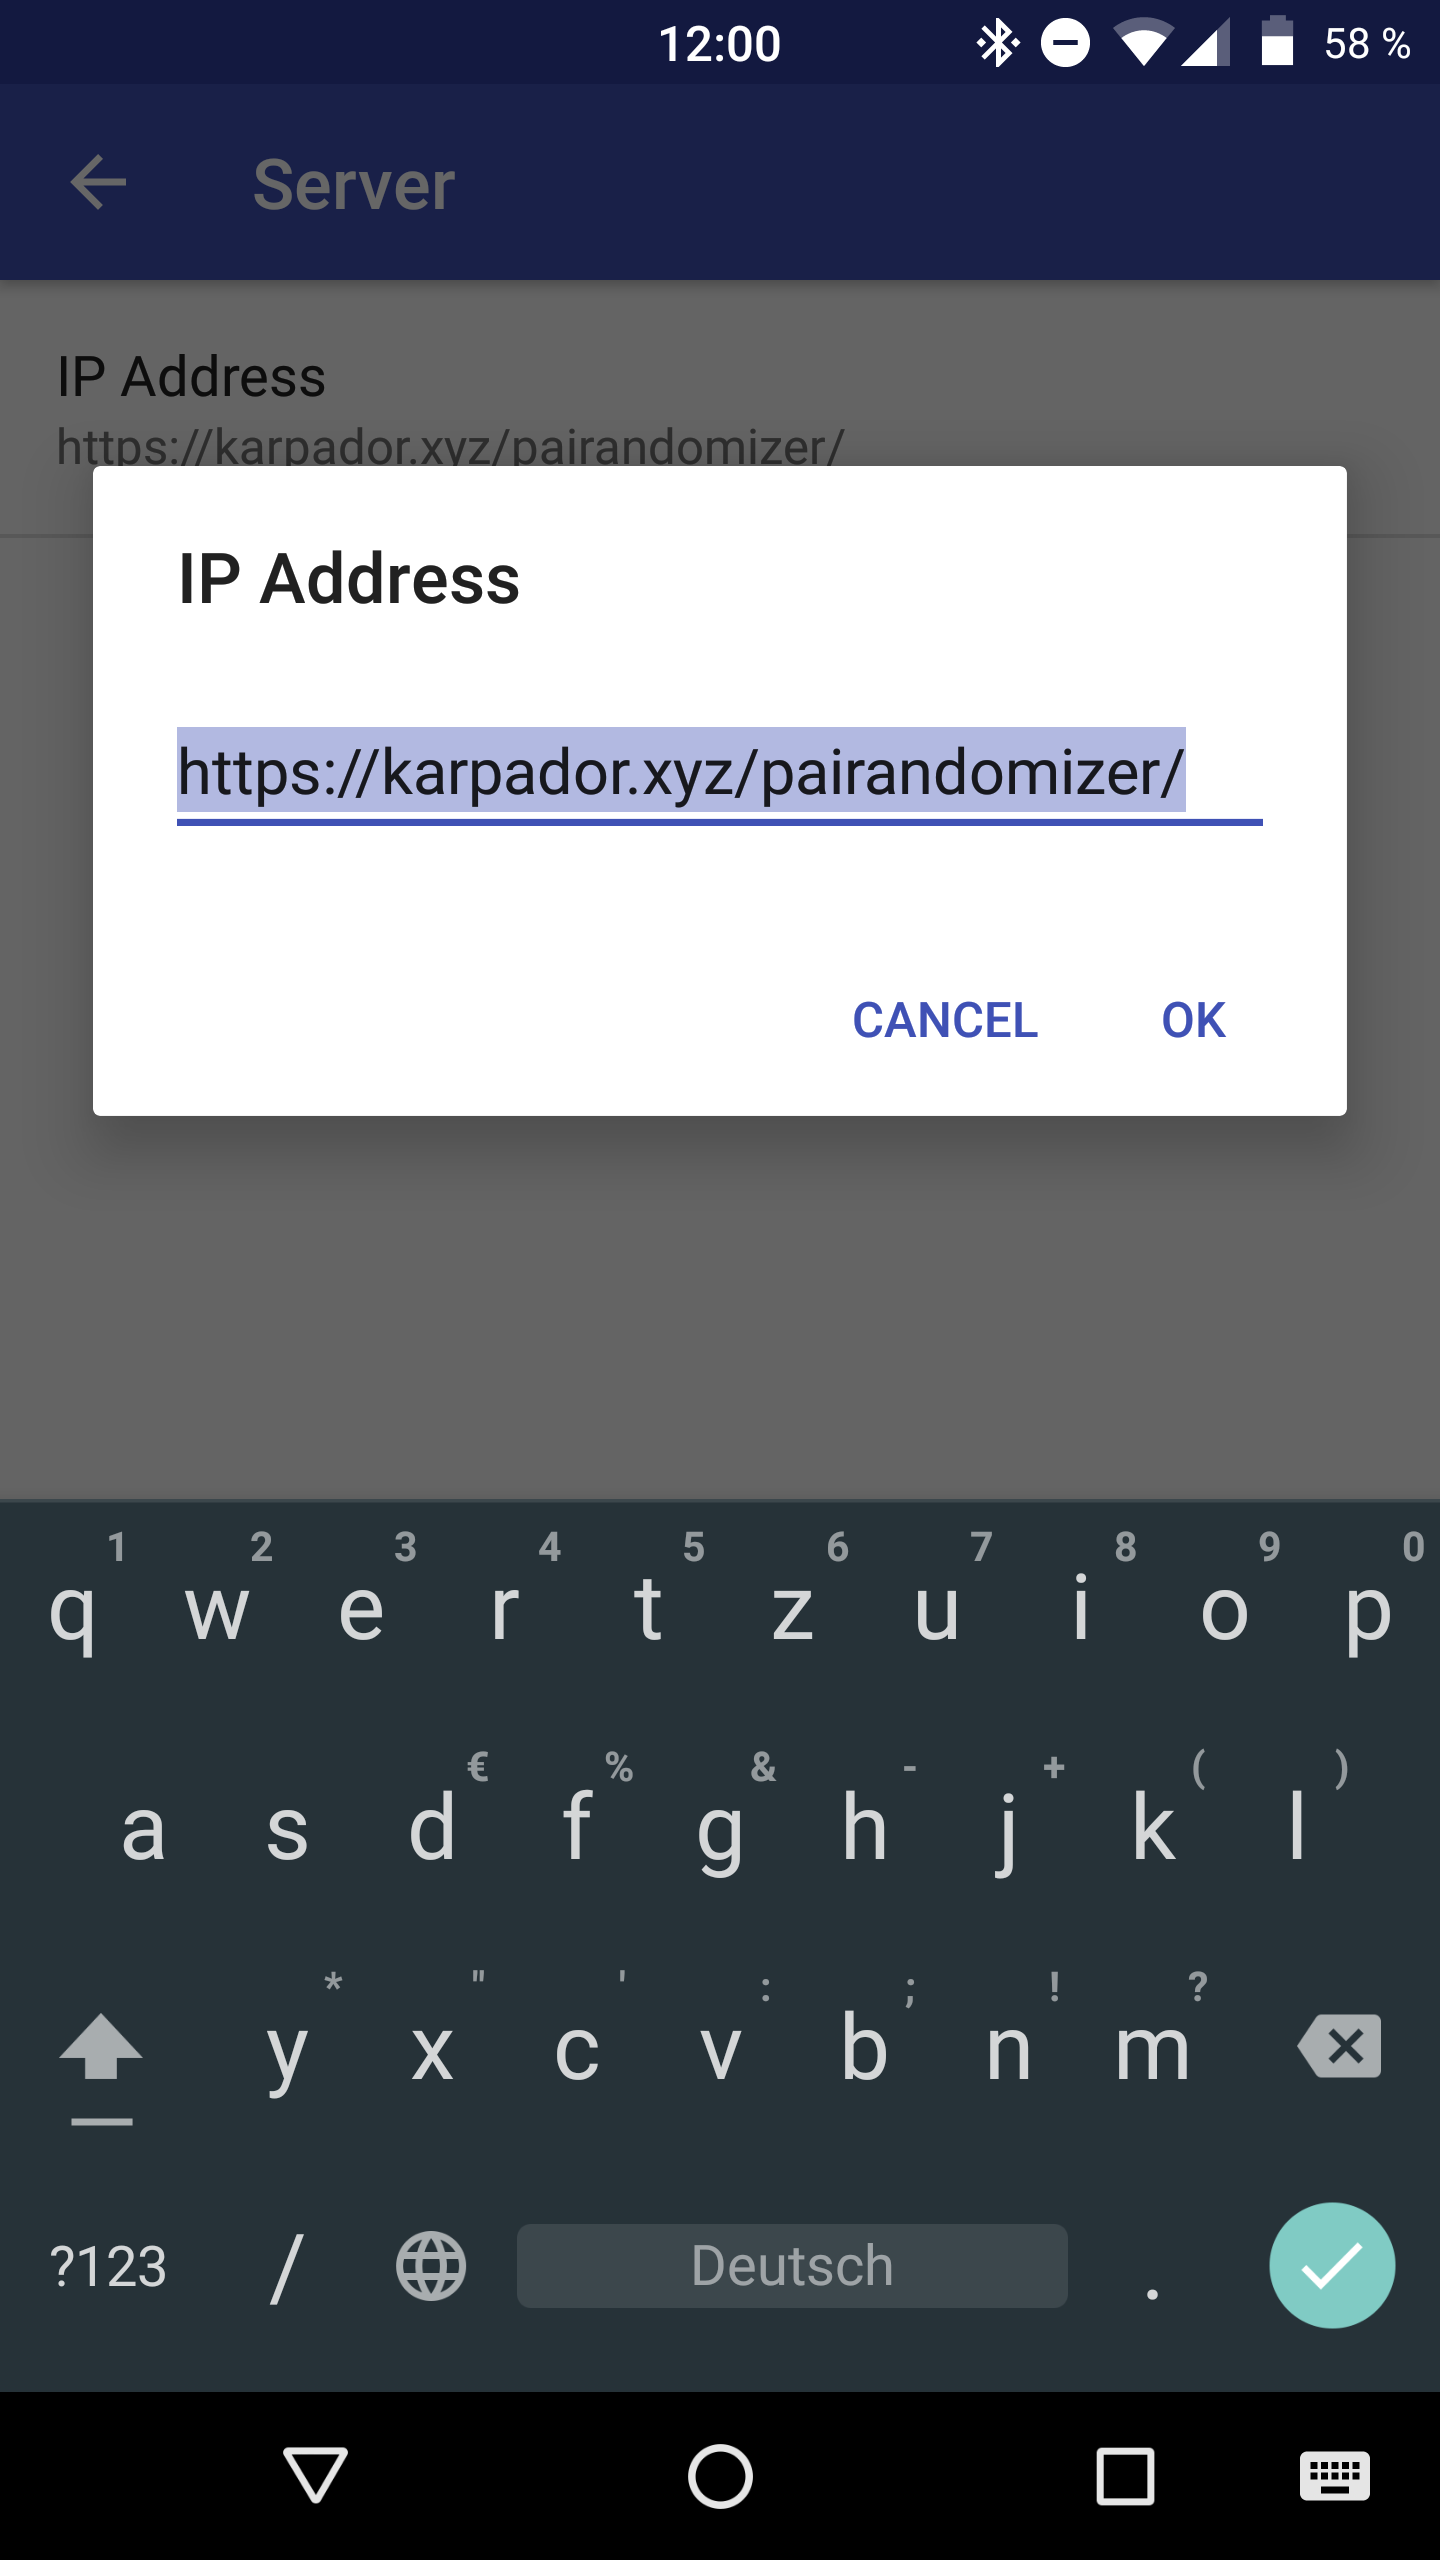 12:00 58 %
Server
IP Address
https://karpador.xyz/pairandomizer/
IP Address
https://karpador.xyz/pairandomizer/
CANCEL OK
1 2 3 4 5 6 7 8 9 0
q w e r t z u i o p
€ % & - + ( )
a s d f g h j k l
* " ' : ; ! ?
y x c v b n m
?123 / Deutsch .